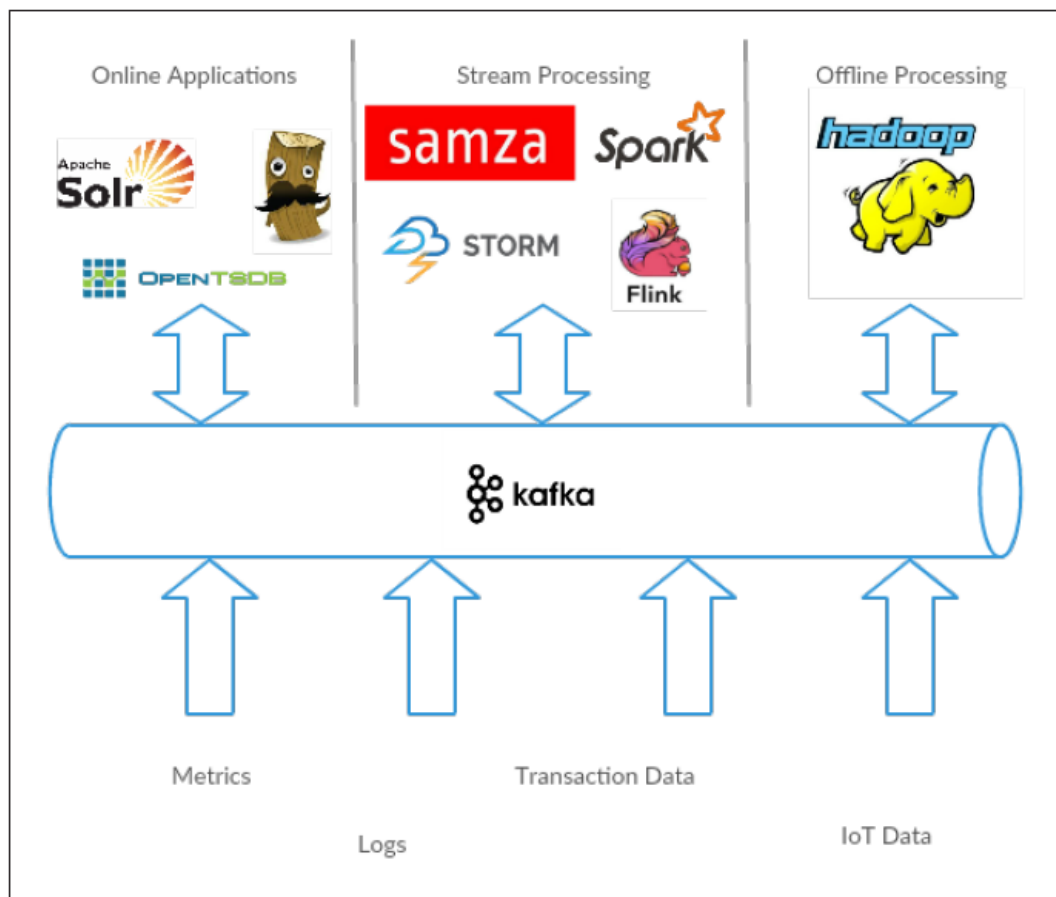 Online Applications
Stream Processing
Offline Processing
Apache
Solr
OPENTSDB
samza
Spark
STORM
Flink
hadoop
kafka
Metrics
Transaction Data
Logs
IoT Data